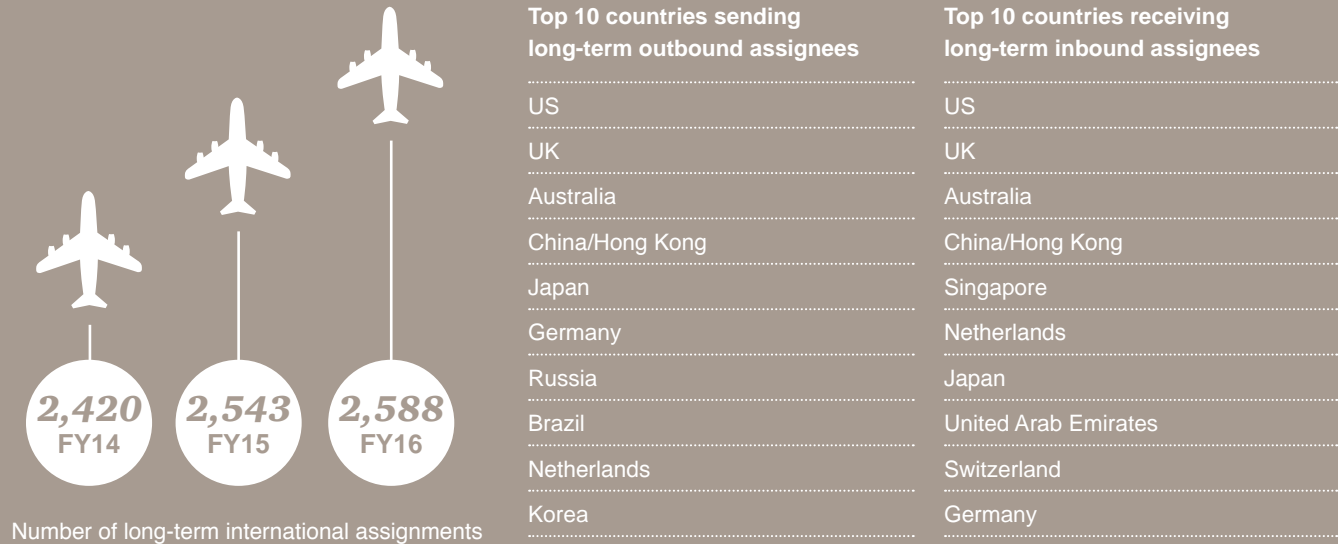 2,420
FY14
2,543
FY15
2,588
FY16
Number of long-term international assignments
Top 10 countries sending
long-term outbound assignees
US
UK
Australia
China/Hong Kong
Japan
Germany
Russia
Brazil
Netherlands
Korea
Top 10 countries receiving
long-term inbound assignees
US
UK
Australia
China/Hong Kong
Singapore
Netherlands
Japan
United Arab Emirates
Switzerland
Germany